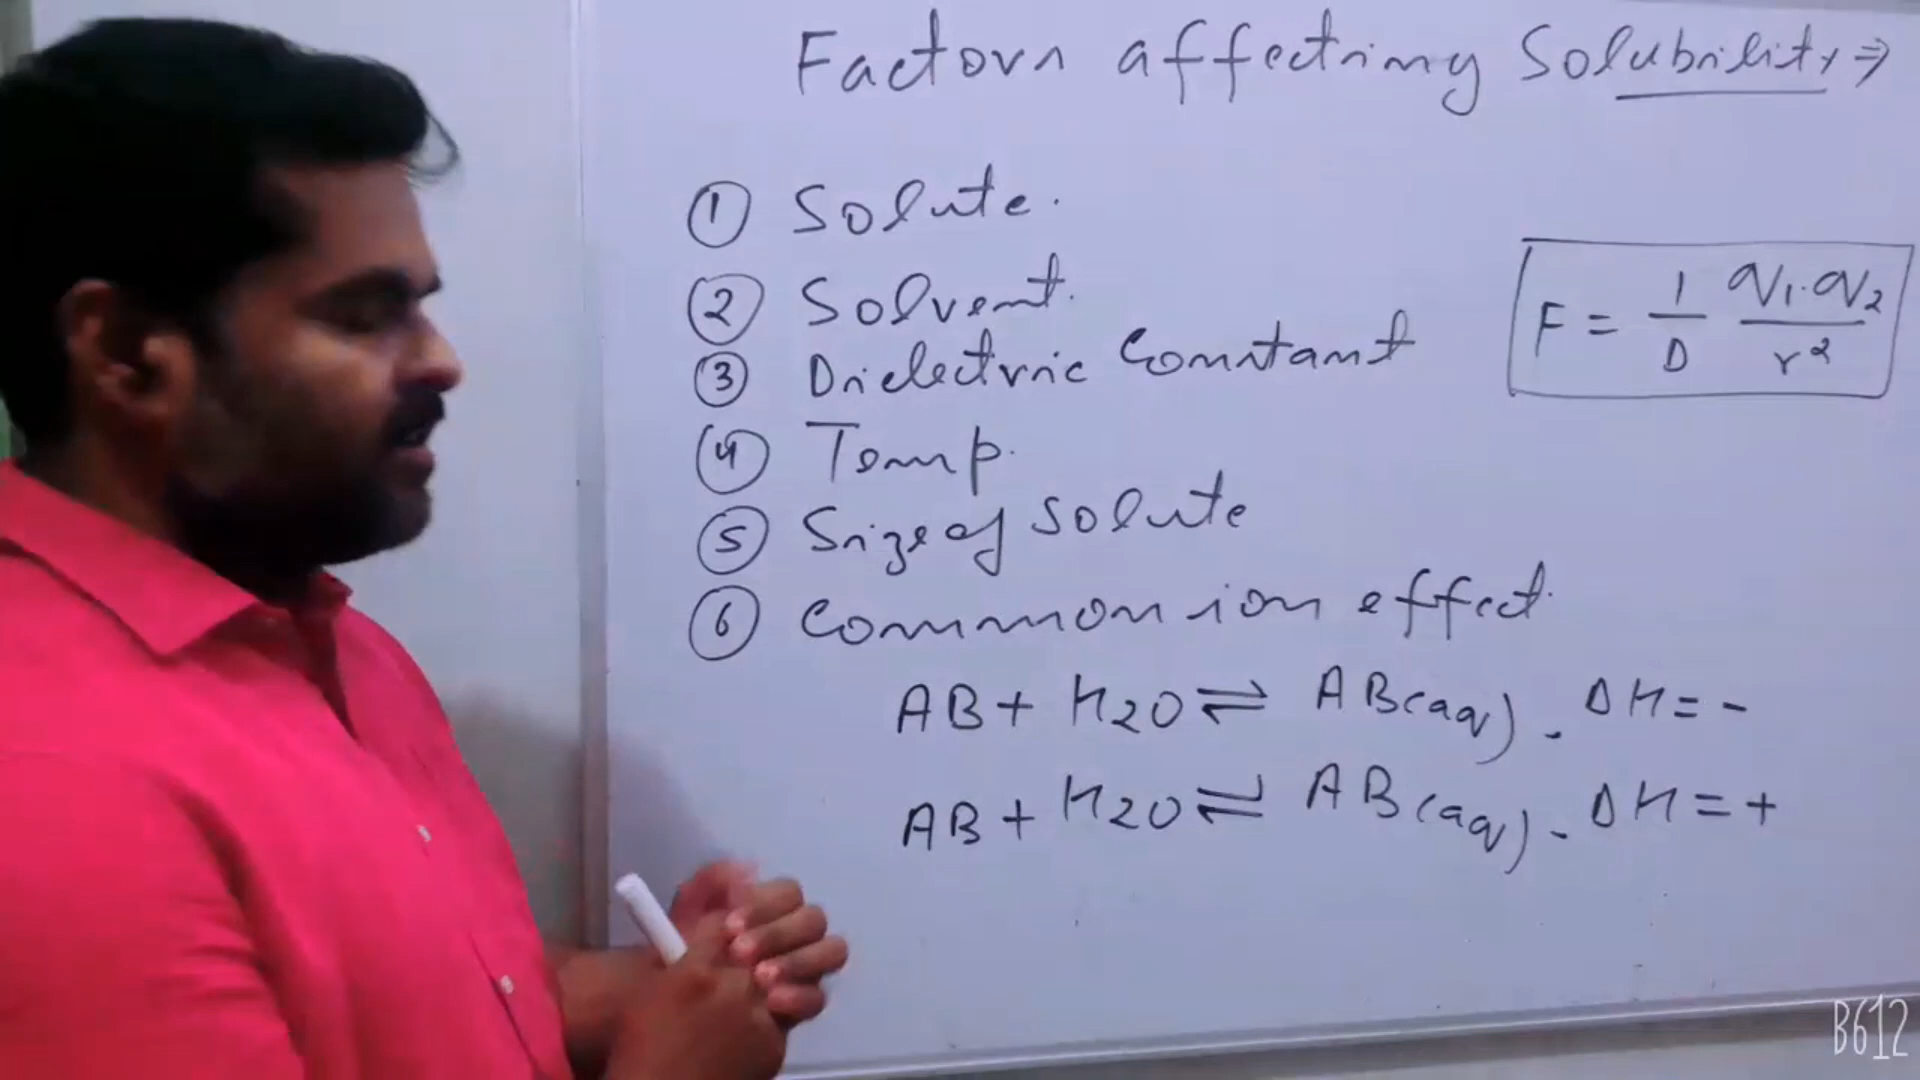 Factors affecting Solubility ⇒
① Solute.
② Solvent.
③ Dielectric Constant
F = 1/D q1.q2/r²
④ Temp.
⑤ Size of solute
⑥ Common ion effect.
AB + H2O ⇌ AB(aq). ΔH = -
AB + H2O ⇌ AB(aq). ΔH = +
B612